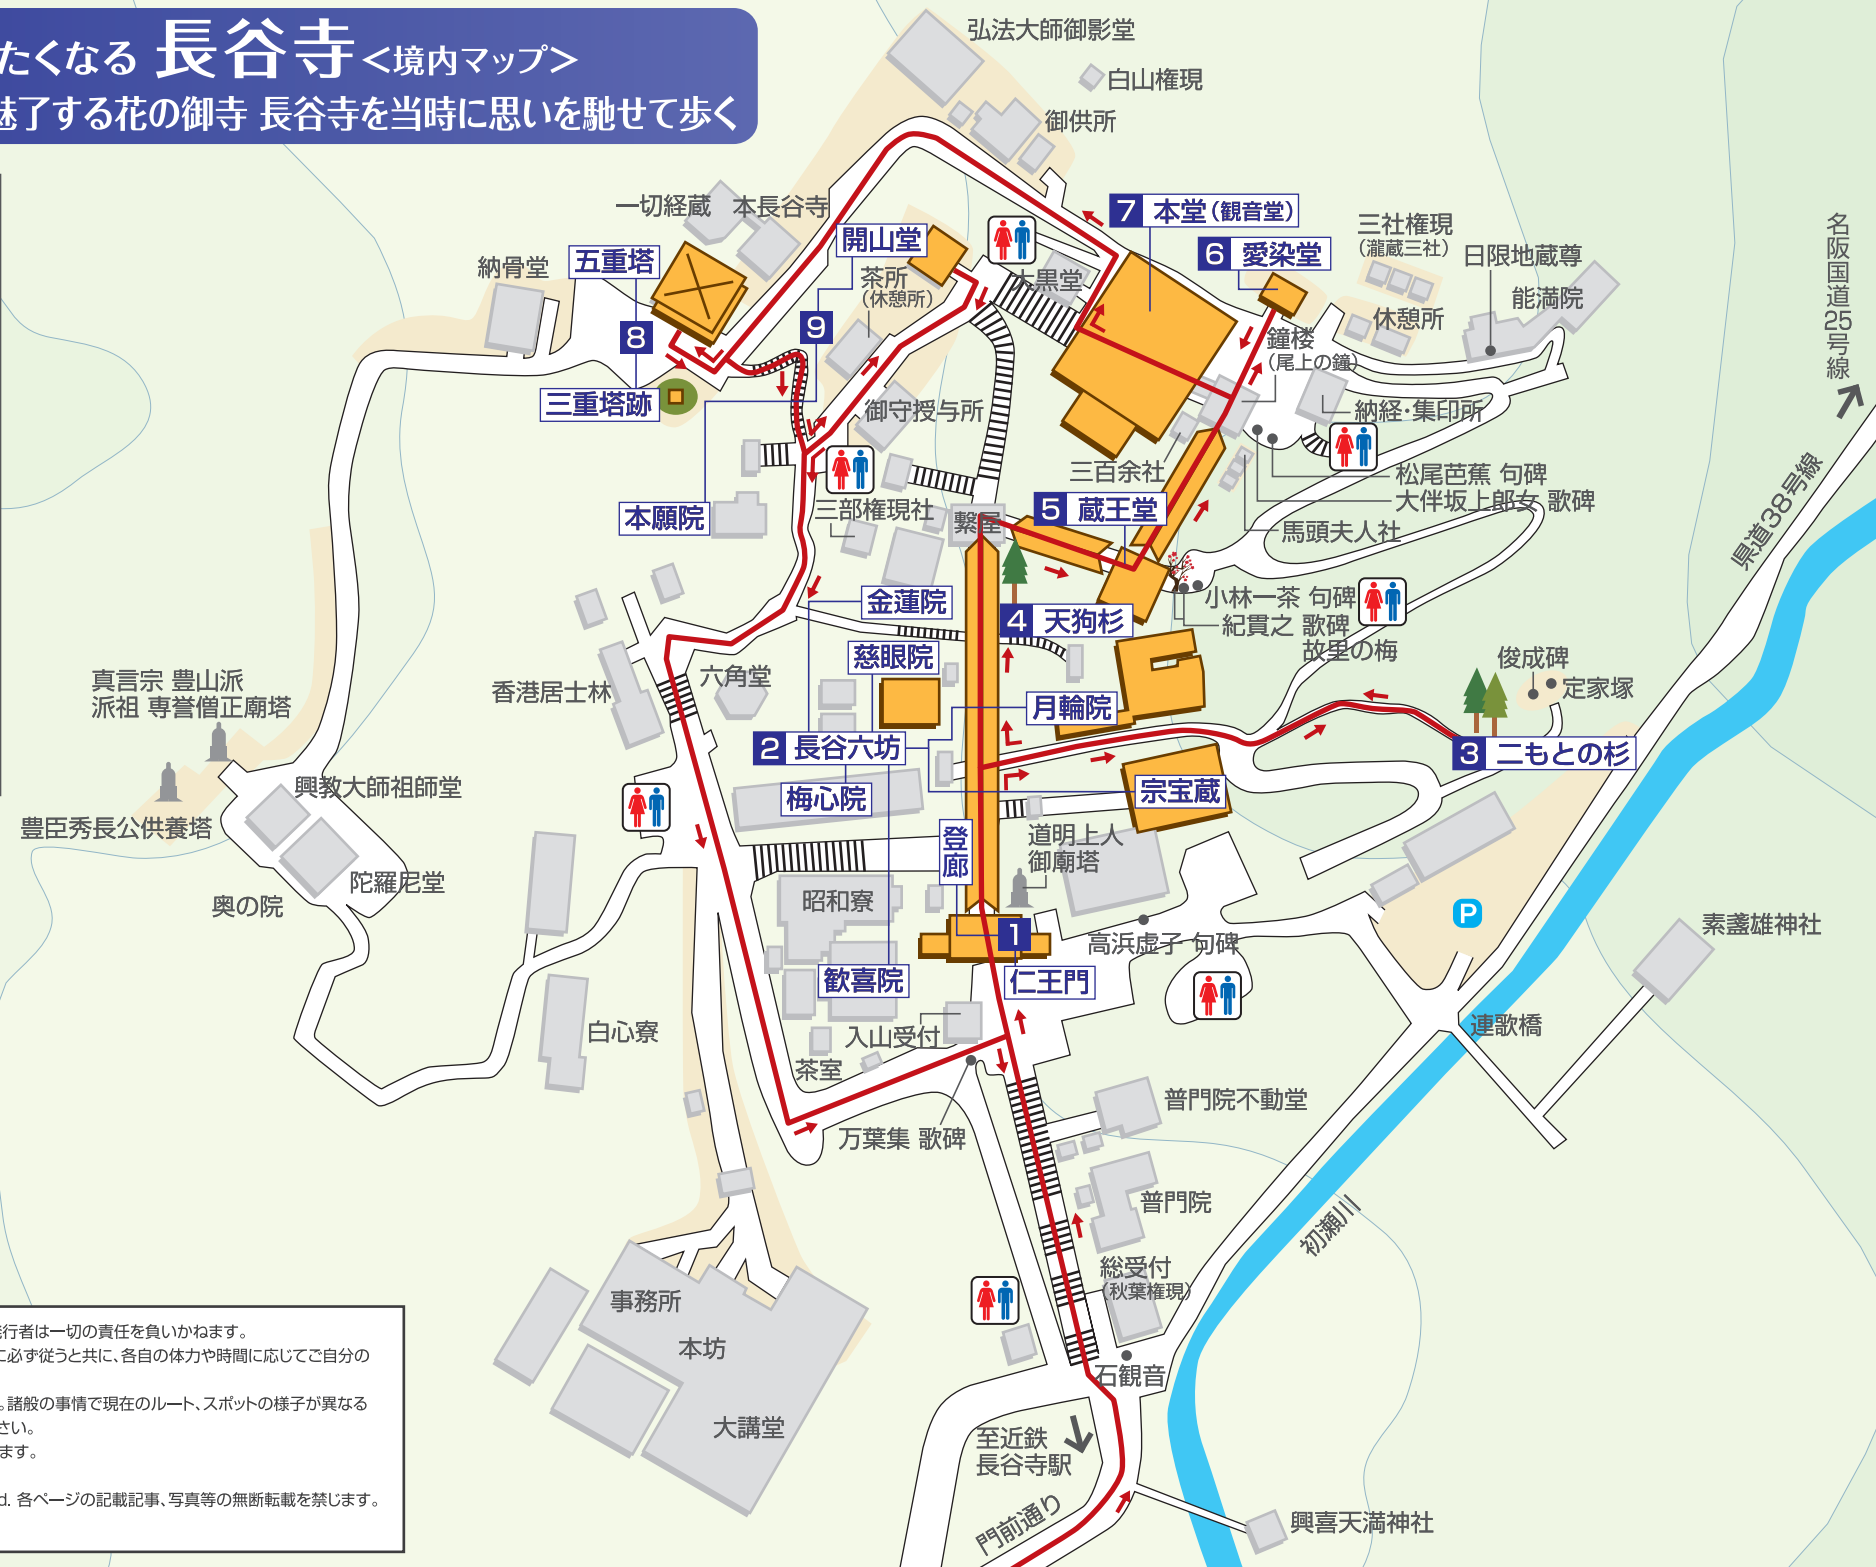 たくなる 長谷寺<境内マップ>
魅了する花の御寺 長谷寺を当時に思いを馳せて歩く
弘法大師御影堂
白山権現
御供所
一切経蔵
本長谷寺
7 本堂(観音堂)
開山堂
6 愛染堂
三社権現
(瀧蔵三社)
日限地蔵尊
能満院
名阪国道25号線
納骨堂
五重塔
茶所
(休憩所)
大黒堂
8
9
休憩所
鐘楼
(尾上の鐘)
三重塔跡
御守授与所
納経・集印所
三百余社
松尾芭蕉 句碑
大伴坂上郎女 歌碑
馬頭夫人社
県道38号線
本願院
三部権現社
繋屋
5 蔵王堂
小林一茶 句碑
紀貫之 歌碑
故里の梅
金蓮院
4 天狗杉
慈眼院
俊成碑
定家塚
真言宗 豊山派
派祖 専誉僧正廟塔
香港居士林
六角堂
月輪院
2 長谷六坊
3 二もとの杉
興教大師祖師堂
梅心院
宗宝蔵
豊臣秀長公供養塔
登廊
道明上人
御廟塔
陀羅尼堂
奥の院
昭和寮
P
1
高浜虚子 句碑
素盞雄神社
歓喜院
仁王門
白心寮
入山受付
連歌橋
茶室
普門院不動堂
万葉集 歌碑
普門院
初瀬川
総受付
(秋葉権現)
事務所
本坊
石観音
大講堂
至近鉄
長谷寺駅
門前通り
興喜天満神社
行者は一切の責任を負いかねます。
に必ず従うと共に、各自の体力や時間に応じてご自分の
。諸般の事情で現在のルート、スポットの様子が異なる
さい。
ます。
d. 各ページの記載記事、写真等の無断転載を禁じます。